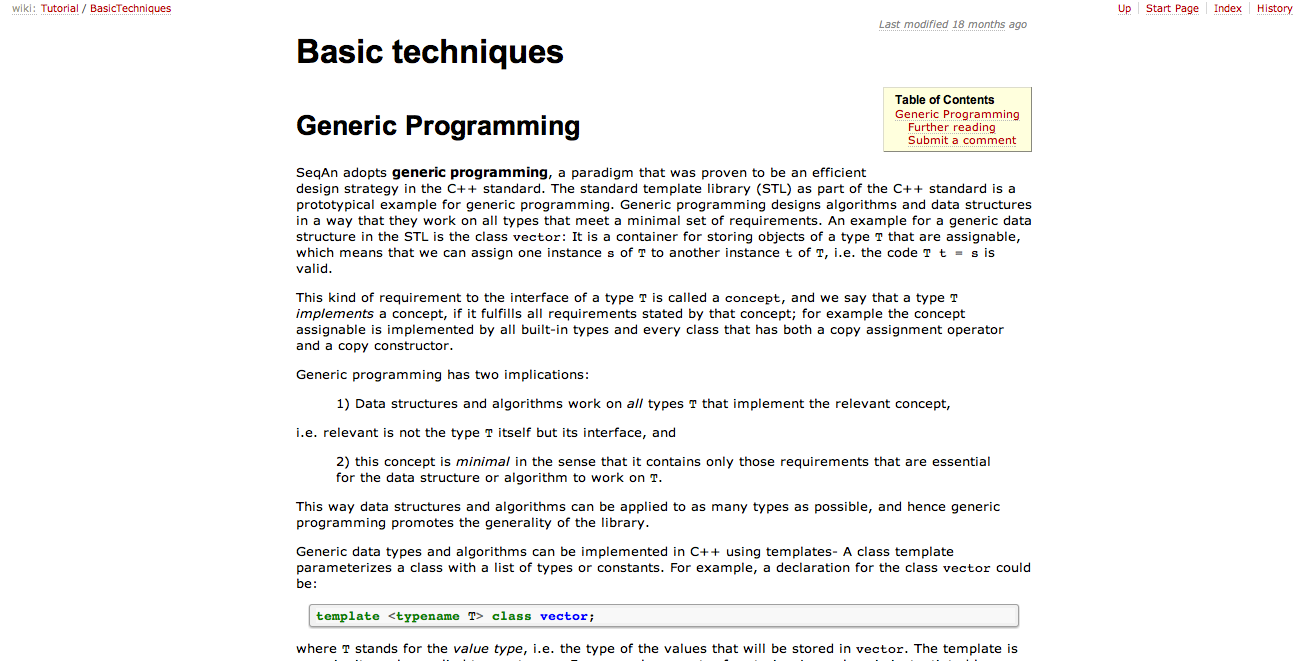 wiki: Tutorial / BasicTechniques
Up Start Page Index History
Last modified 18 months ago
Basic techniques
Table of Contents
Generic Programming
Further reading
Submit a comment
Generic Programming
SeqAn adopts generic programming, a paradigm that was proven to be an efficient
design strategy in the C++ standard. The standard template library (STL) as part of the C++ standard is a
prototypical example for generic programming. Generic programming designs algorithms and data structures
in a way that they work on all types that meet a minimal set of requirements. An example for a generic data
structure in the STL is the class vector: It is a container for storing objects of a type T that are assignable,
which means that we can assign one instance s of T to another instance t of T, i.e. the code T t = s is
valid.
This kind of requirement to the interface of a type T is called a concept, and we say that a type T
implements a concept, if it fulfills all requirements stated by that concept; for example the concept
assignable is implemented by all built-in types and every class that has both a copy assignment operator
and a copy constructor.
Generic programming has two implications:
1) Data structures and algorithms work on all types T that implement the relevant concept,
i.e. relevant is not the type T itself but its interface, and
2) this concept is minimal in the sense that it contains only those requirements that are essential
for the data structure or algorithm to work on T.
This way data structures and algorithms can be applied to as many types as possible, and hence generic
programming promotes the generality of the library.
Generic data types and algorithms can be implemented in C++ using templates- A class template
parameterizes a class with a list of types or constants. For example, a declaration for the class vector could
be:
template <typename T> class vector;
where T stands for the value type, i.e. the type of the values that will be stored in vector. The template is